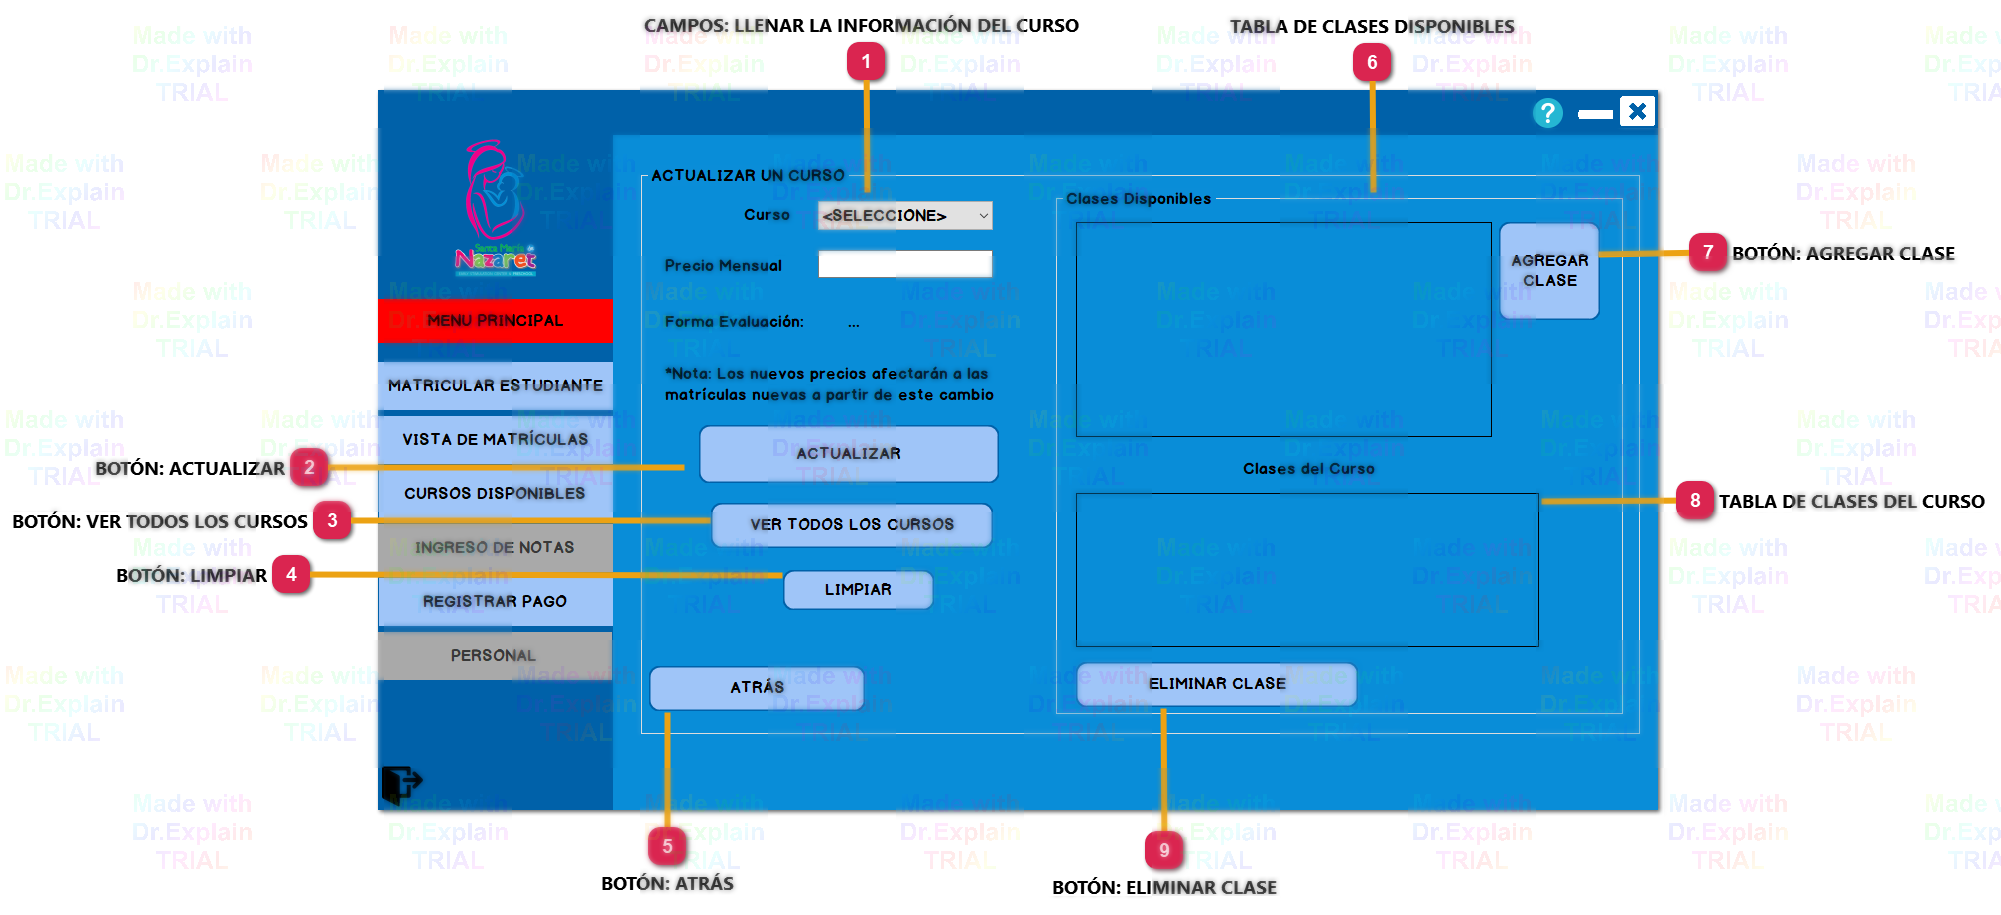 CAMPOS: LLENAR LA INFORMACIÓN DEL CURSO
TABLA DE CLASES DISPONIBLES
1
6
?
Santa María de
Nazaret
ACTUALIZAR UN CURSO
Curso
<SELECCIONE>
Precio Mensual
Forma Evaluación:
...
*Nota: Los nuevos precios afectarán a las
matrículas nuevas a partir de este cambio
ACTUALIZAR
VER TODOS LOS CURSOS
LIMPIAR
ATRÁS
Clases Disponibles
AGREGAR
CLASE
7
BOTÓN: AGREGAR CLASE
Clases del Curso
8
TABLA DE CLASES DEL CURSO
ELIMINAR CLASE
MENU PRINCIPAL
MATRICULAR ESTUDIANTE
VISTA DE MATRÍCULAS
CURSOS DISPONIBLES
INGRESO DE NOTAS
REGISTRAR PAGO
PERSONAL
BOTÓN: ACTUALIZAR
2
BOTÓN: VER TODOS LOS CURSOS
3
BOTÓN: LIMPIAR
4
5
BOTÓN: ATRÁS
9
BOTÓN: ELIMINAR CLASE
Made with
Dr.Explain
TRIAL